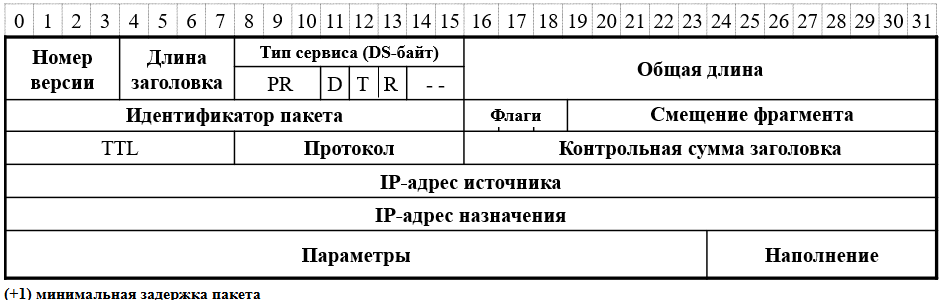 0 1 2 3 4 5 6 7 8 9 10 11 12 13 14 15 16 17 18 19 20 21 22 23 24 25 26 27 28 29 30 31
Номер версии Длина заголовка Тип сервиса (DS-байт) Общая длина
PR D T R - -
Идентификатор пакета Флаги Смещение фрагмента
TTL Протокол Контрольная сумма заголовка
IP-адрес источника
IP-адрес назначения
Параметры Наполнение
(+1) минимальная задержка пакета